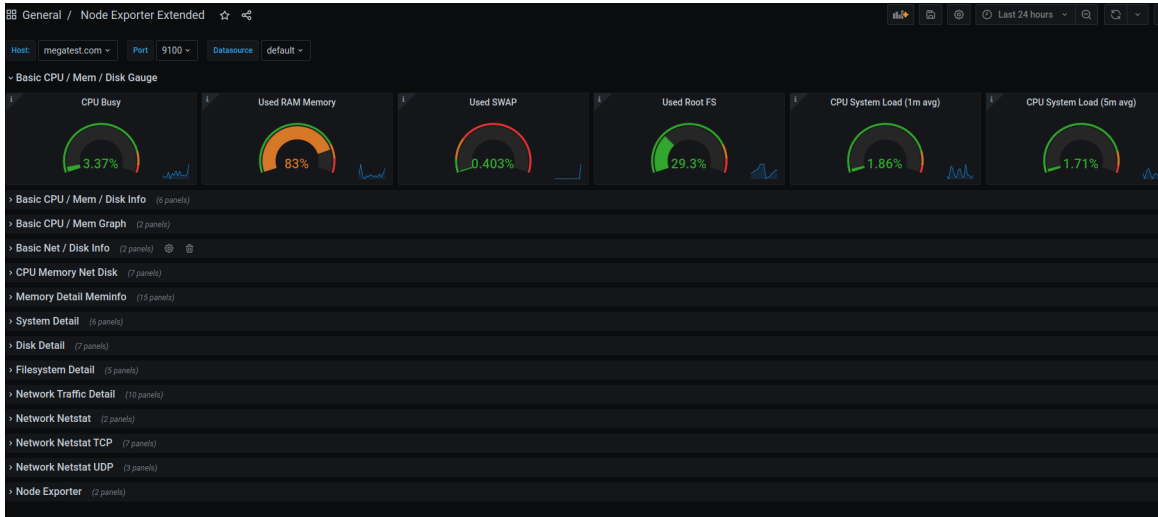 General / Node Exporter Extended
Last 24 hours
Host: megatest.com Port 9100 Datasource default
Basic CPU / Mem / Disk Gauge
CPU Busy
3.37%
Used RAM Memory
83%
Used SWAP
0.403%
Used Root FS
29.3%
CPU System Load (1m avg)
1.86%
CPU System Load (5m avg)
1.71%
Basic CPU / Mem / Disk Info (6 panels)
Basic CPU / Mem Graph (2 panels)
Basic Net / Disk Info (2 panels)
CPU Memory Net Disk (7 panels)
Memory Detail Meminfo (15 panels)
System Detail (6 panels)
Disk Detail (7 panels)
Filesystem Detail (5 panels)
Network Traffic Detail (10 panels)
Network Netstat (2 panels)
Network Netstat TCP (7 panels)
Network Netstat UDP (3 panels)
Node Exporter (2 panels)